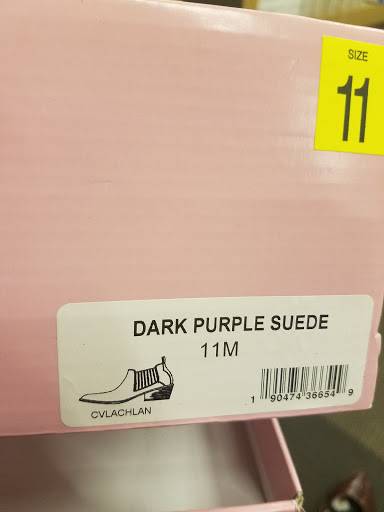 SIZE
11
DARK PURPLE SUEDE
11M
CVLACHLAN
1 90474 36654 9